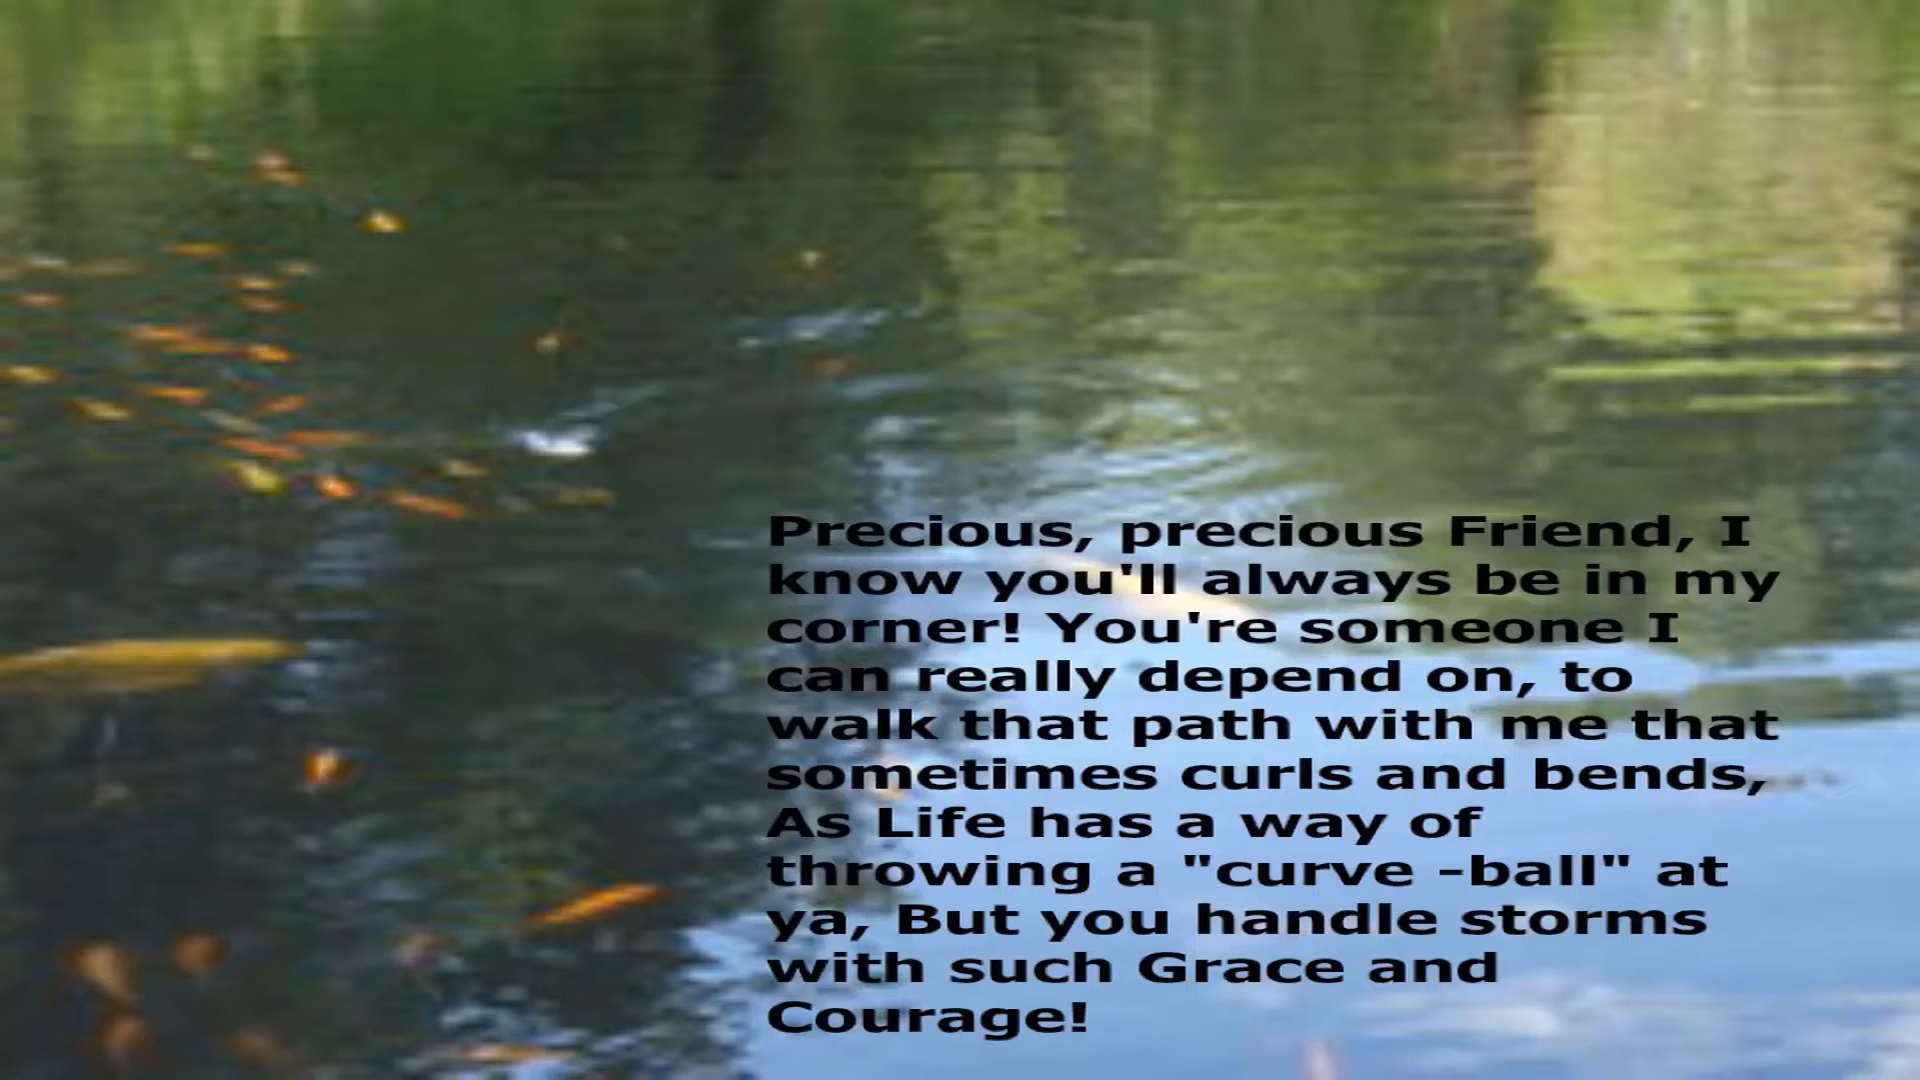 Precious, precious Friend, I
know you'll always be in my
corner! You're someone I
can really depend on, to
walk that path with me that
sometimes curls and bends,
As Life has a way of
throwing a "curve -ball" at
ya, But you handle storms
with such Grace and
Courage!